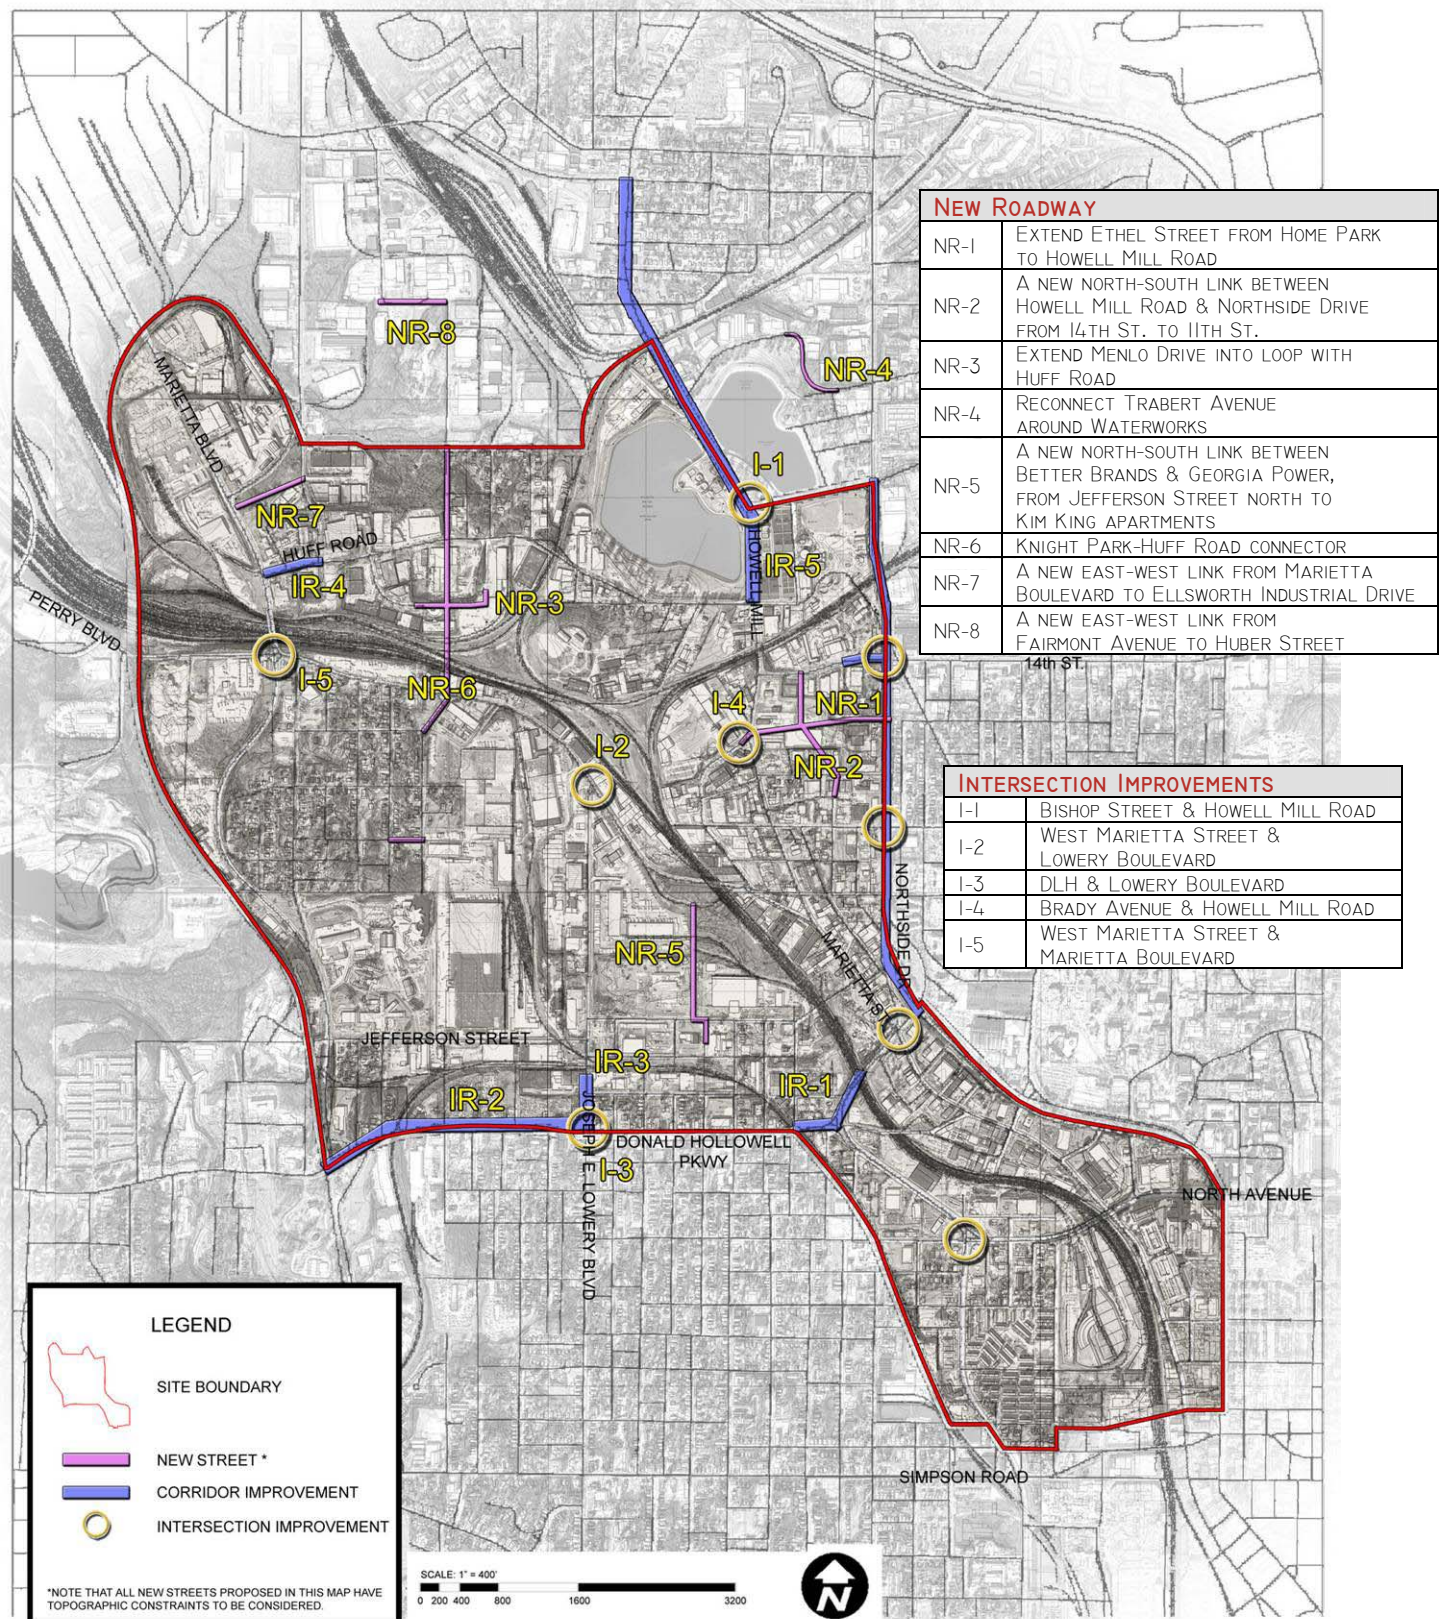 NEW ROADWAY
NR-1 EXTEND ETHEL STREET FROM HOME PARK
TO HOWELL MILL ROAD
NR-2 A NEW NORTH-SOUTH LINK BETWEEN
HOWELL MILL ROAD & NORTHSIDE DRIVE
FROM 14TH ST. TO 11TH ST.
NR-3 EXTEND MENLO DRIVE INTO LOOP WITH
HUFF ROAD
NR-4 RECONNECT TRABERT AVENUE
AROUND WATERWORKS
NR-5 A NEW NORTH-SOUTH LINK BETWEEN
BETTER BRANDS & GEORGIA POWER,
FROM JEFFERSON STREET NORTH TO
KIM KING APARTMENTS
NR-6 KNIGHT PARK-HUFF ROAD CONNECTOR
NR-7 A NEW EAST-WEST LINK FROM MARIETTA
BOULEVARD TO ELLSWORTH INDUSTRIAL DRIVE
NR-8 A NEW EAST-WEST LINK FROM
FAIRMONT AVENUE TO HUBER STREET
INTERSECTION IMPROVEMENTS
I-1 BISHOP STREET & HOWELL MILL ROAD
I-2 WEST MARIETTA STREET &
LOWERY BOULEVARD
I-3 DLH & LOWERY BOULEVARD
I-4 BRADY AVENUE & HOWELL MILL ROAD
I-5 WEST MARIETTA STREET &
MARIETTA BOULEVARD
NR-8
NR-4
MARIETTA BLVD
I-1
NR-7
HUFF ROAD
IR-4
HOWELL MILL
IR-5
NR-3
PERRY BLVD
I-5
14th ST.
NR-6
NR-1
I-4
I-2
NR-2
NORTHSIDE DR
MARIETTA ST
NR-5
JEFFERSON STREET
IR-3
IR-2
IR-1
JOSEPH E. LOWERY BLVD
DONALD HOLLOWELL
PKWY
I-3
NORTH AVENUE
SIMPSON ROAD
LEGEND
SITE BOUNDARY
NEW STREET *
CORRIDOR IMPROVEMENT
INTERSECTION IMPROVEMENT
*NOTE THAT ALL NEW STREETS PROPOSED IN THIS MAP HAVE
TOPOGRAPHIC CONSTRAINTS TO BE CONSIDERED.
SCALE: 1" = 400'
0 200 400 800 1600 3200
N